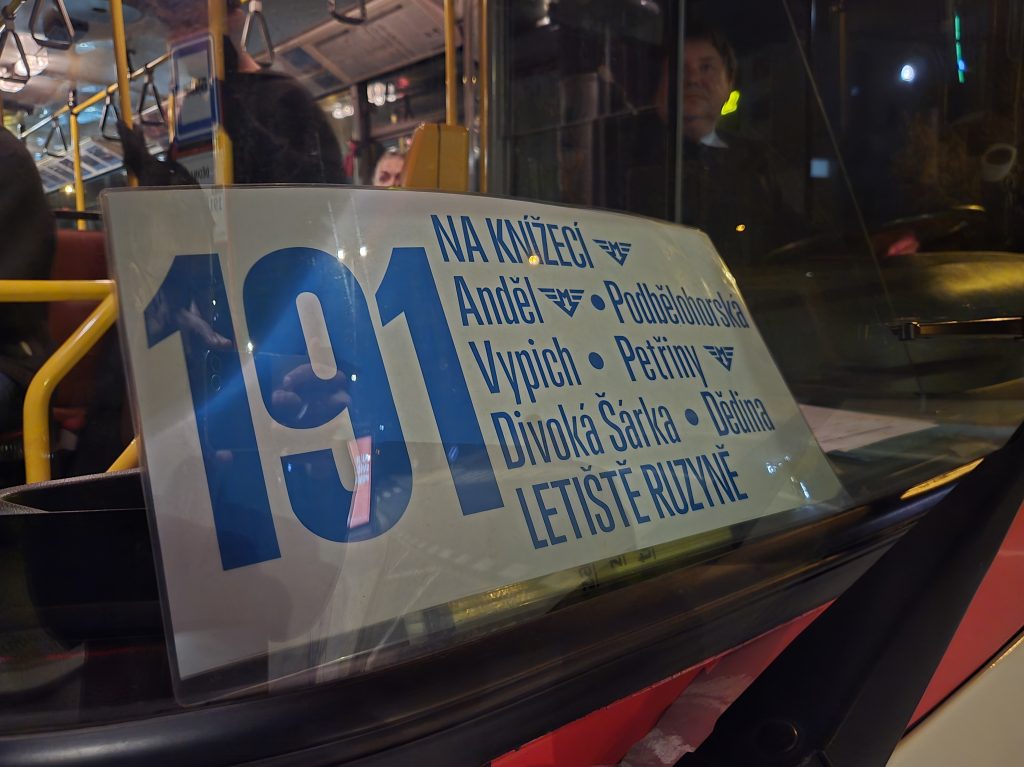 191
NA KNÍŽECÍ M
Anděl M • Podbělohorská
Vypich • Petřiny M
Divoká Šárka • Dědina
LETIŠTĚ RUZYNĚ